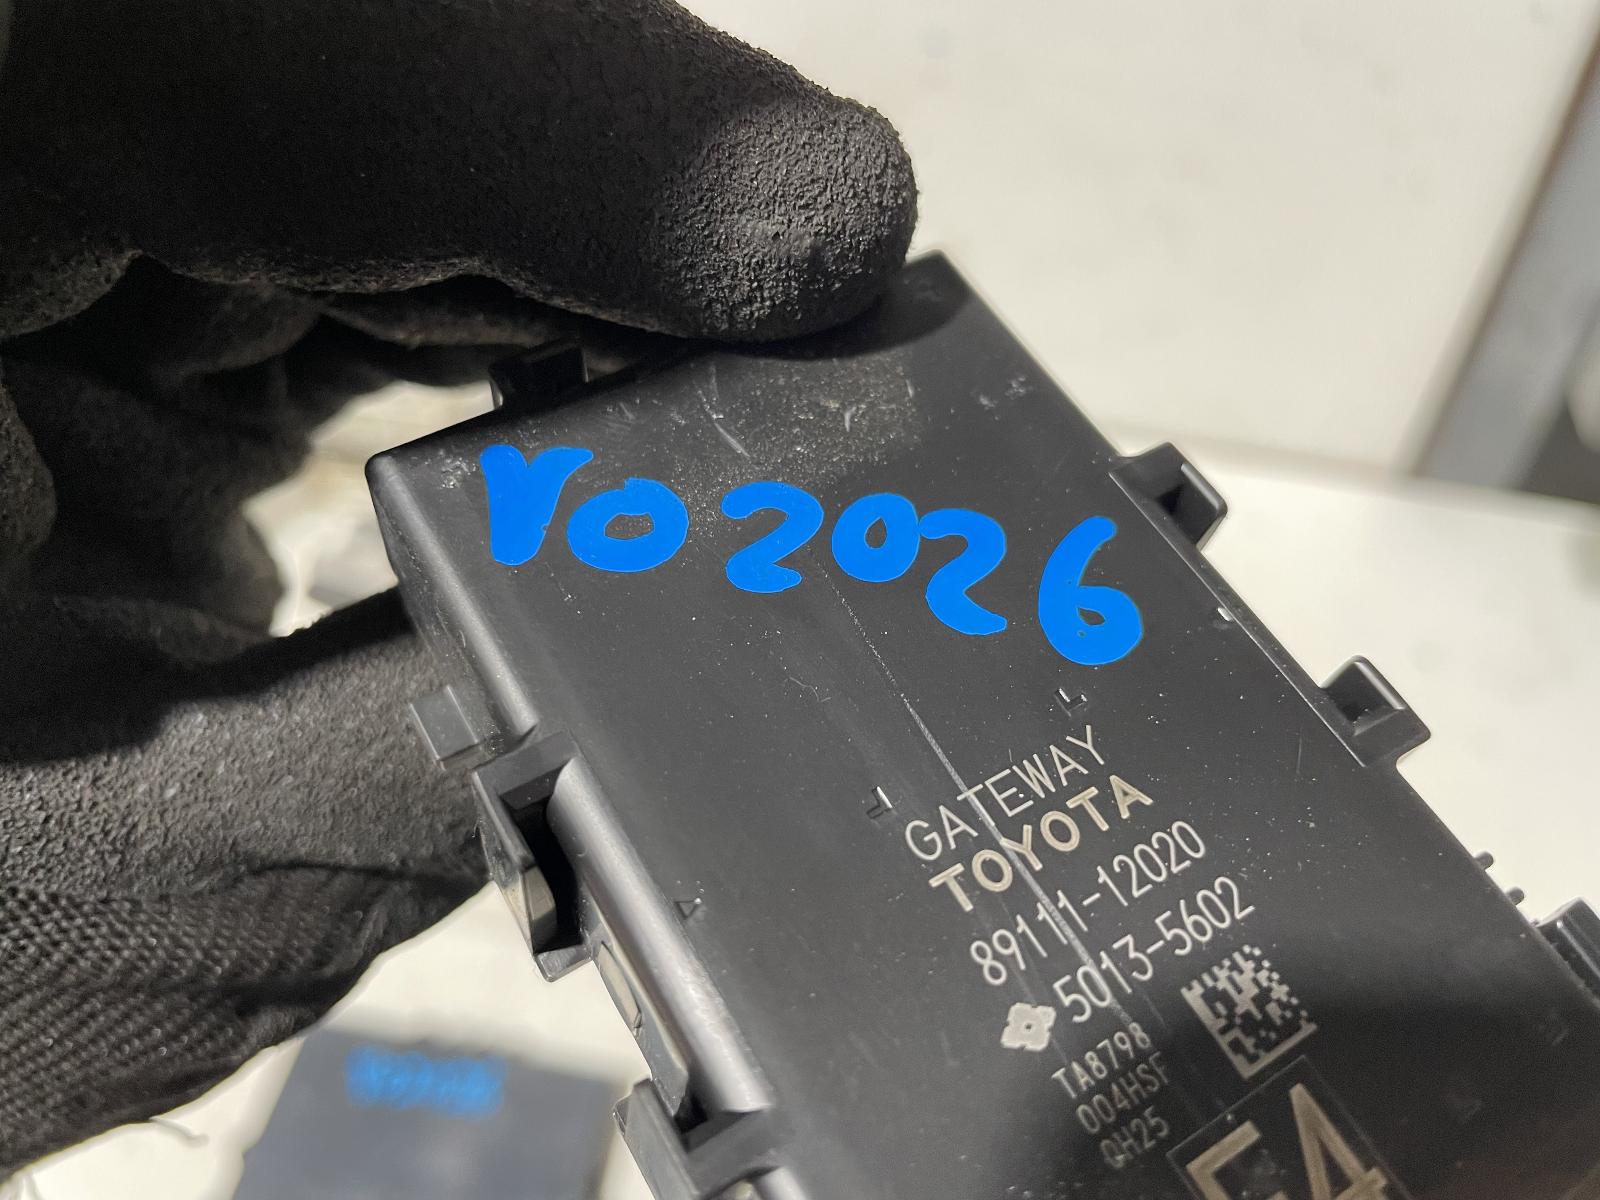 VO2026
GATEWAY
TOYOTA
89111-12020
5013-5602
TA8798
004HSF
QH25